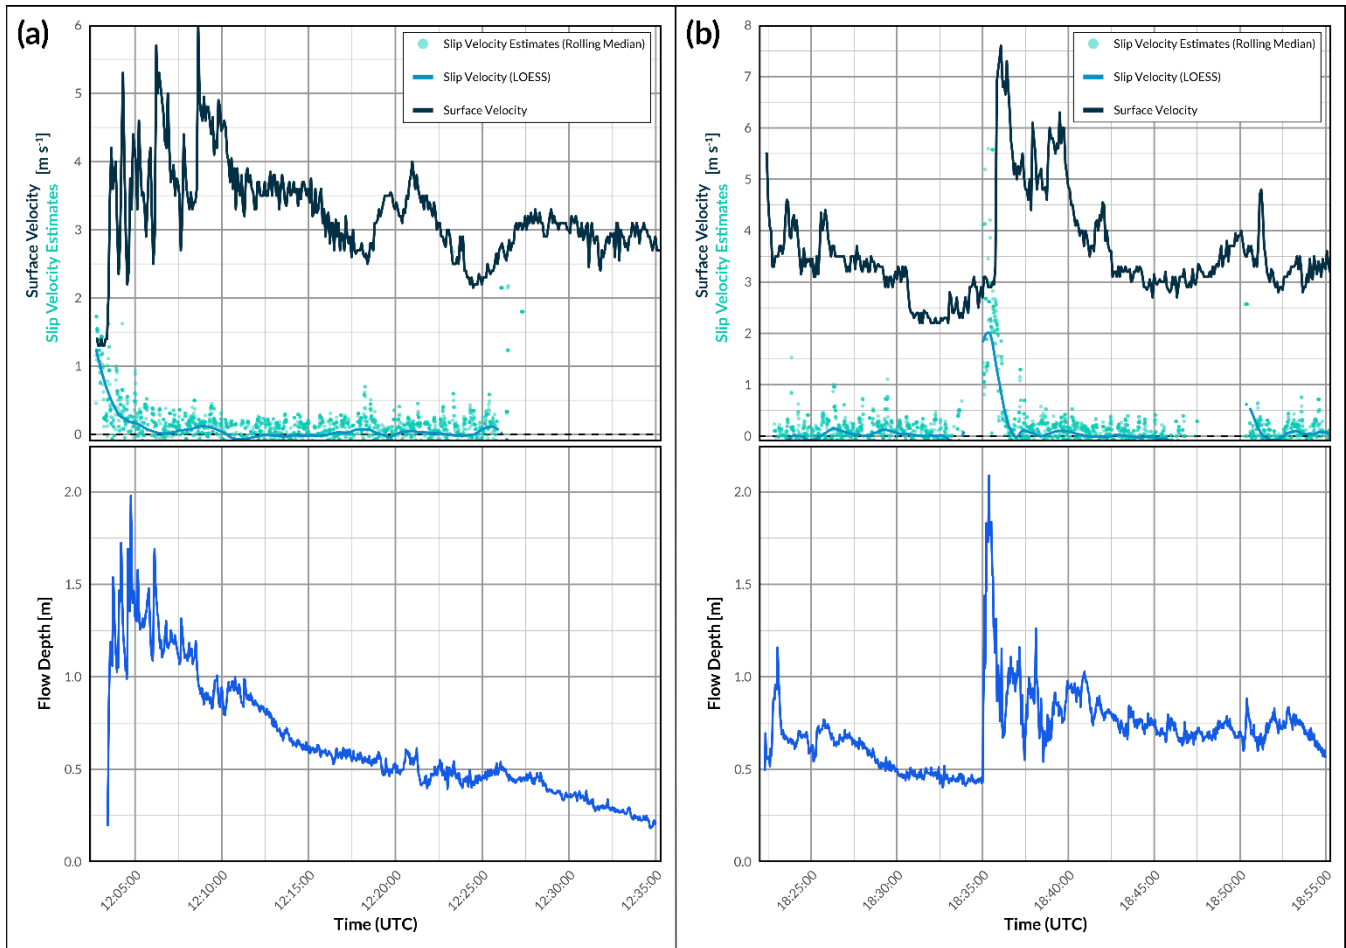 (a)
Slip Velocity Estimates (Rolling Median)
Slip Velocity (LOESS)
Surface Velocity
Surface Velocity [m s⁻¹]
Slip Velocity Estimates
6
5
4
3
2
1
0
Flow Depth [m]
2.0
1.5
1.0
0.5
0.0
12:05:00
12:10:00
12:15:00
12:20:00
12:25:00
12:30:00
12:35:00
Time (UTC)
(b)
Slip Velocity Estimates (Rolling Median)
Slip Velocity (LOESS)
Surface Velocity
Surface Velocity [m s⁻¹]
Slip Velocity Estimates
8
7
6
5
4
3
2
1
0
Flow Depth [m]
2.0
1.5
1.0
0.5
0.0
18:25:00
18:30:00
18:35:00
18:40:00
18:45:00
18:50:00
18:55:00
Time (UTC)